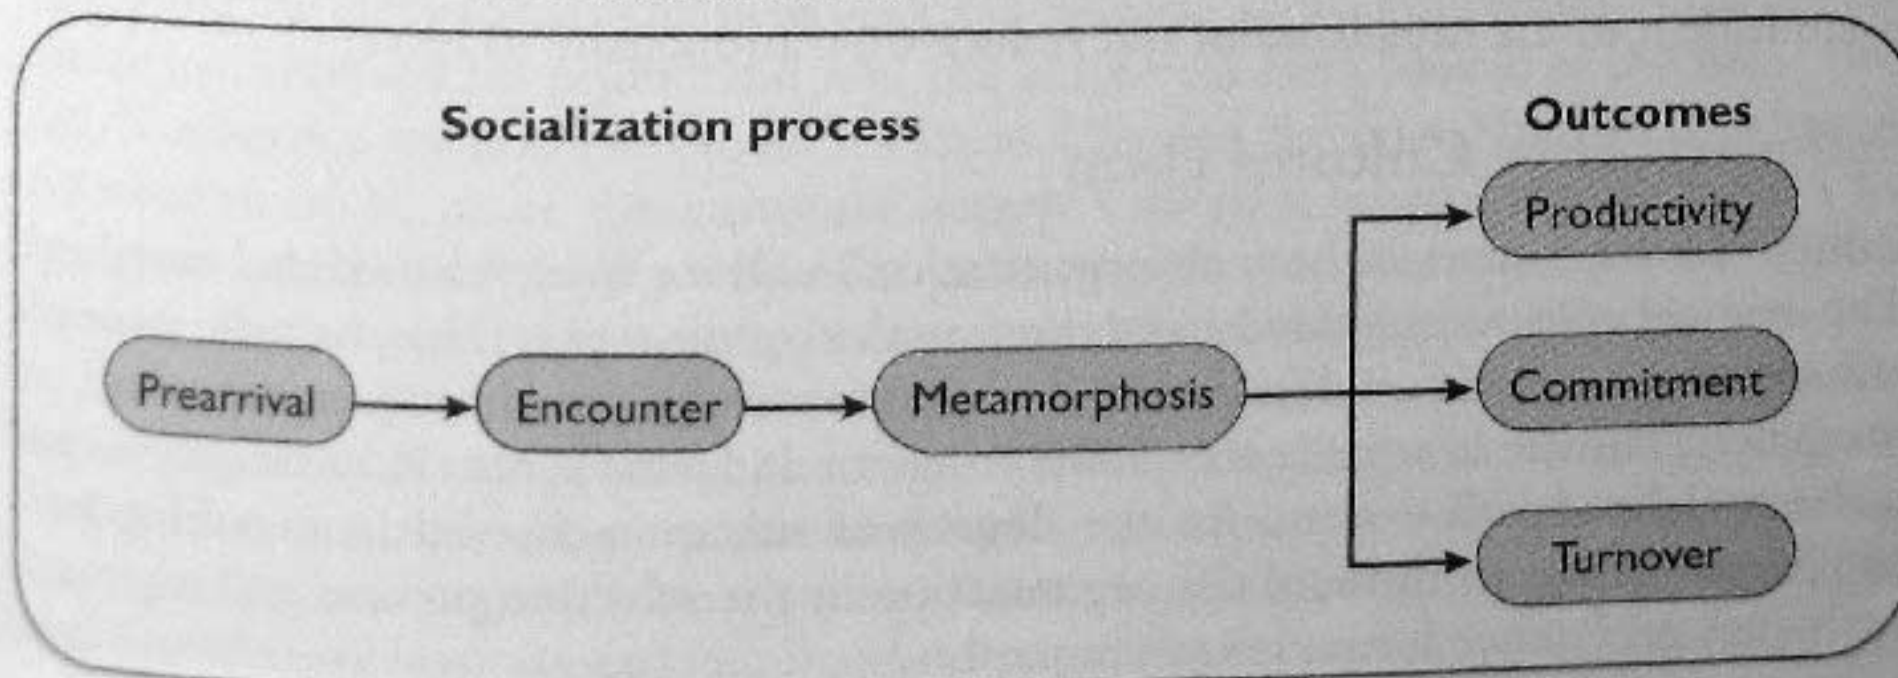 Socialization process
Outcomes
Productivity
Prearrival
Encounter
Metamorphosis
Commitment
Turnover